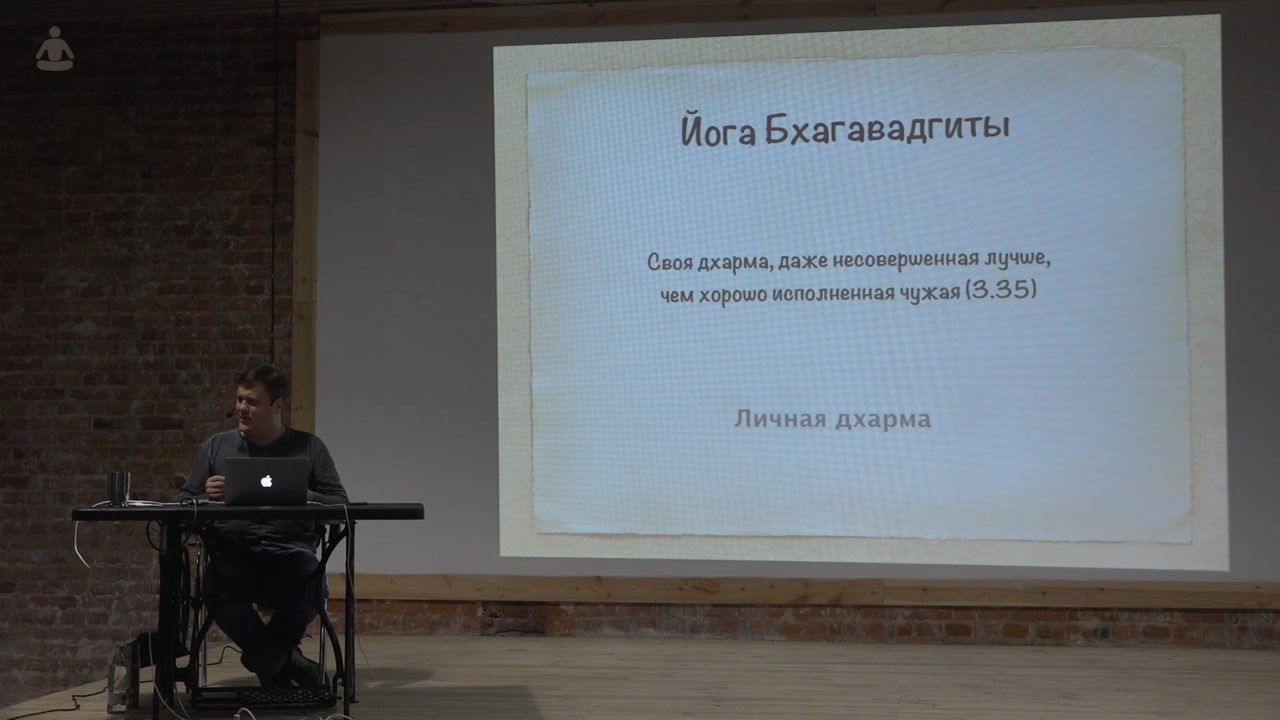 Йога Бхагавадгиты
Своя дхарма, даже несовершенная лучше,
чем хорошо исполненная чужая (3.35)
Личная дхарма